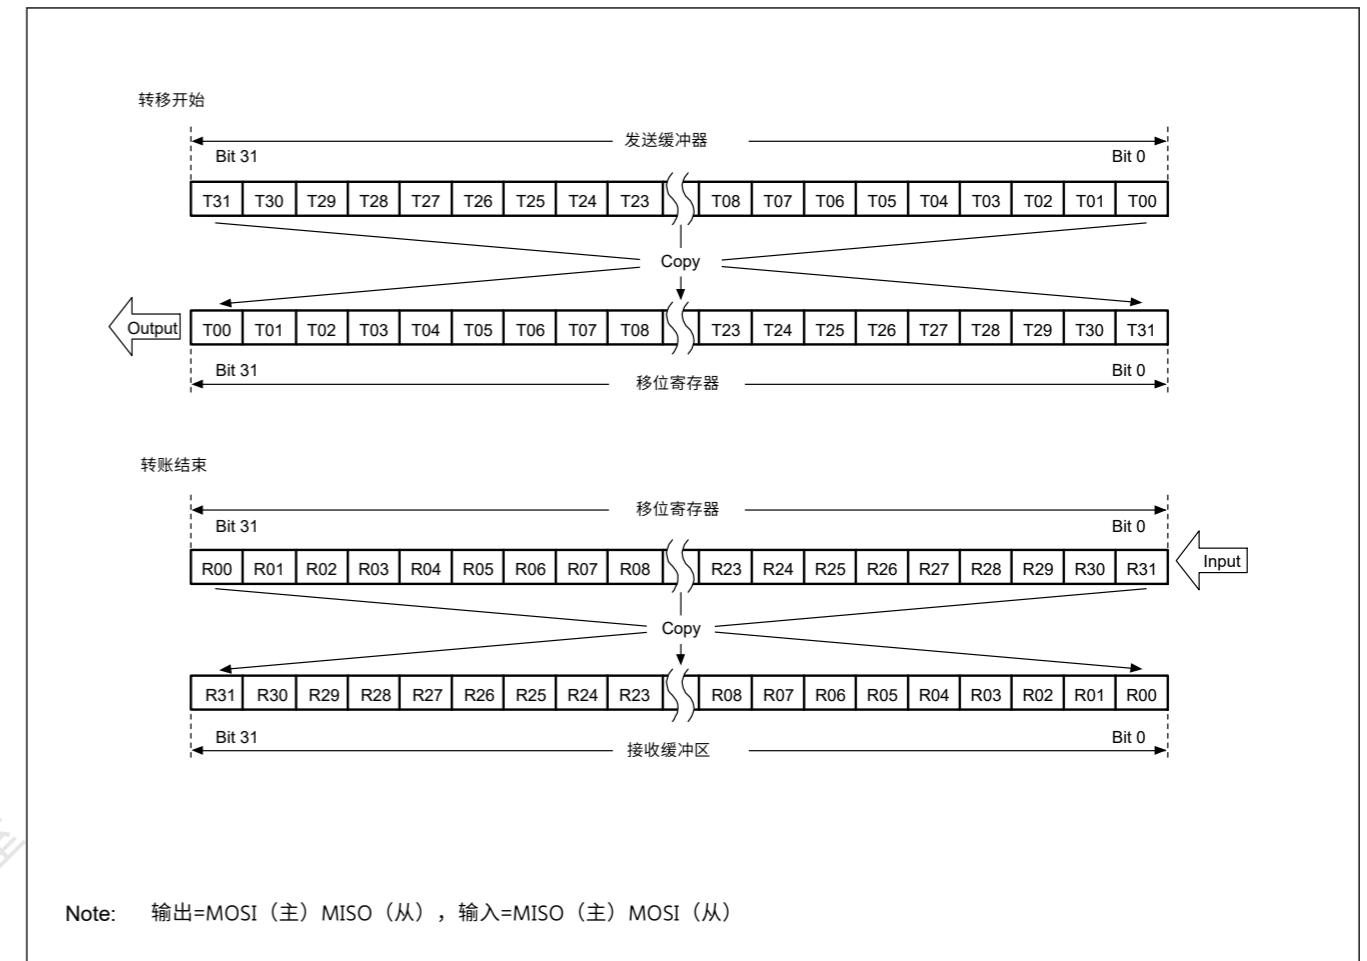 转移开始
发送缓冲器
Bit 31 Bit 0
T31 T30 T29 T28 T27 T26 T25 T24 T23 T08 T07 T06 T05 T04 T03 T02 T01 T00
Copy
Output T00 T01 T02 T03 T04 T05 T06 T07 T08 T23 T24 T25 T26 T27 T28 T29 T30 T31
Bit 31 Bit 0
移位寄存器
转账结束
移位寄存器
Bit 31 Bit 0
R00 R01 R02 R03 R04 R05 R06 R07 R08 R23 R24 R25 R26 R27 R28 R29 R30 R31 Input
Copy
R31 R30 R29 R28 R27 R26 R25 R24 R23 R08 R07 R06 R05 R04 R03 R02 R01 R00
Bit 31 Bit 0
接收缓冲区
Note: 输出=MOSI（主）MISO（从），输入=MISO（主）MOSI（从）